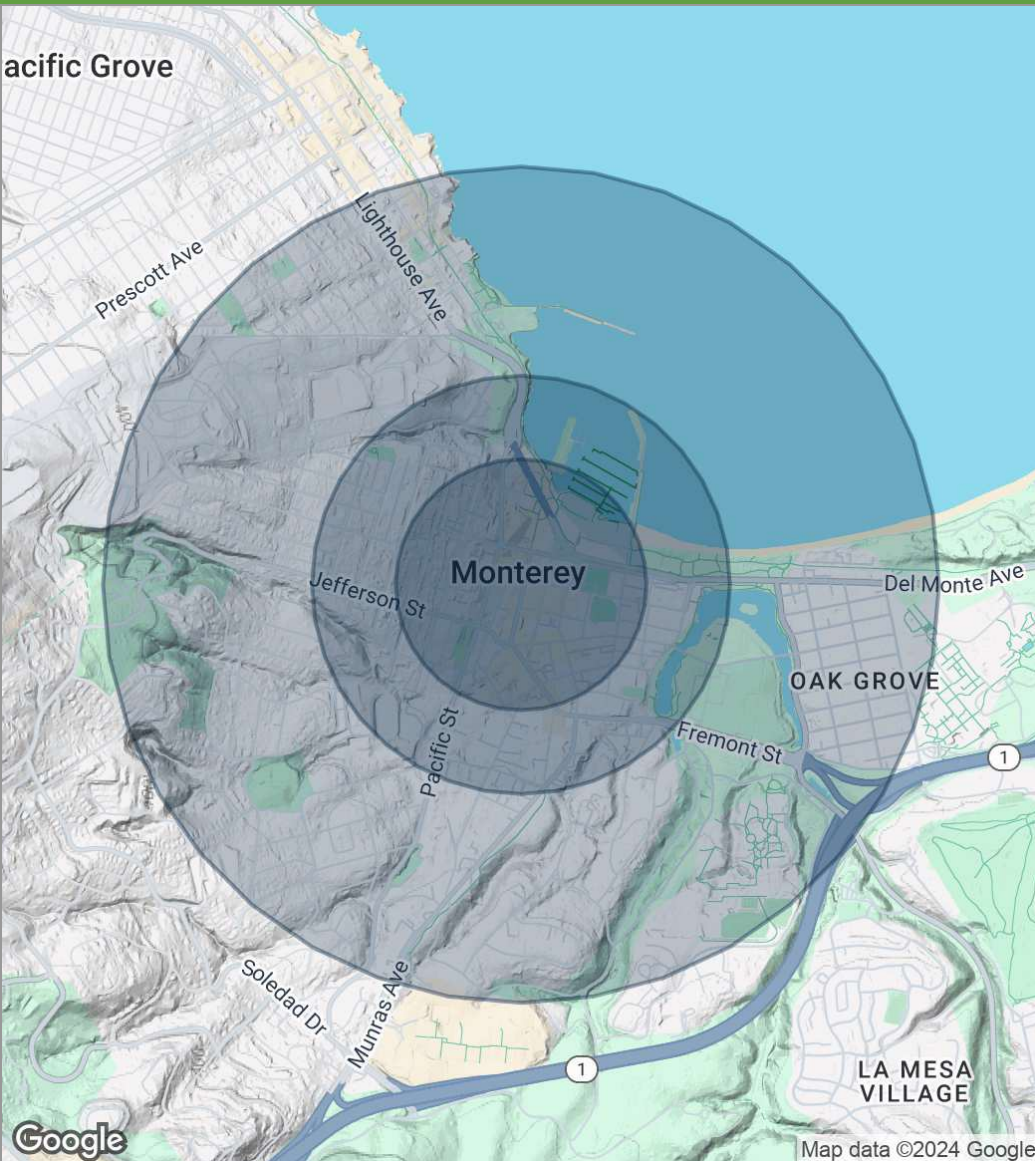 acific Grove
Prescott Ave
Lighthouse Ave
Monterey
Jefferson St
Del Monte Ave
OAK GROVE
Pacific St
Fremont St
1
Soledad Dr
Munras Ave
1
LA MESA
VILLAGE
Google
Map data ©2024 Google